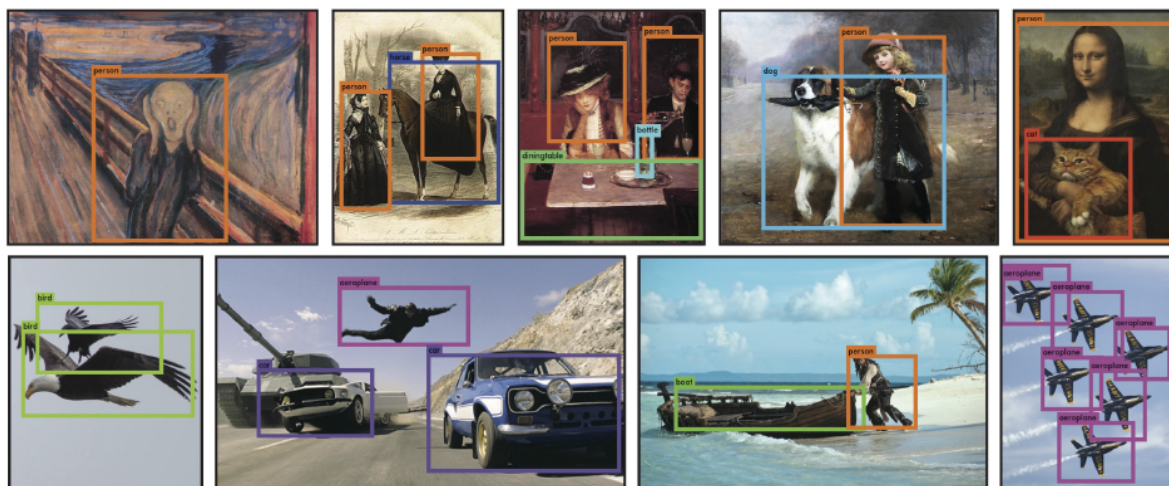 person
horse
person
person
person
person
bottle
diningtable
person
dog
person
cat
bird
bird
aeroplane
car
car
person
boat
aeroplane
aeroplane
aeroplane
aeroplane
aeroplane
aeroplane